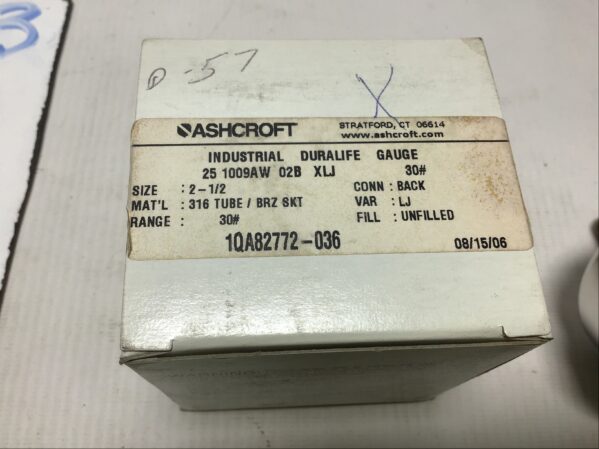 3
-57
X
ASHCROFT
STRATFORD, CT 06614
www.ashcroft.com
INDUSTRIAL DURALIFE GAUGE
25 1009AW 02B XLJ 30#
SIZE : 2-1/2 CONN : BACK
MAT'L : 316 TUBE / BRZ SKT VAR : LJ
RANGE : 30# FILL : UNFILLED
1QA82772-036 08/15/06